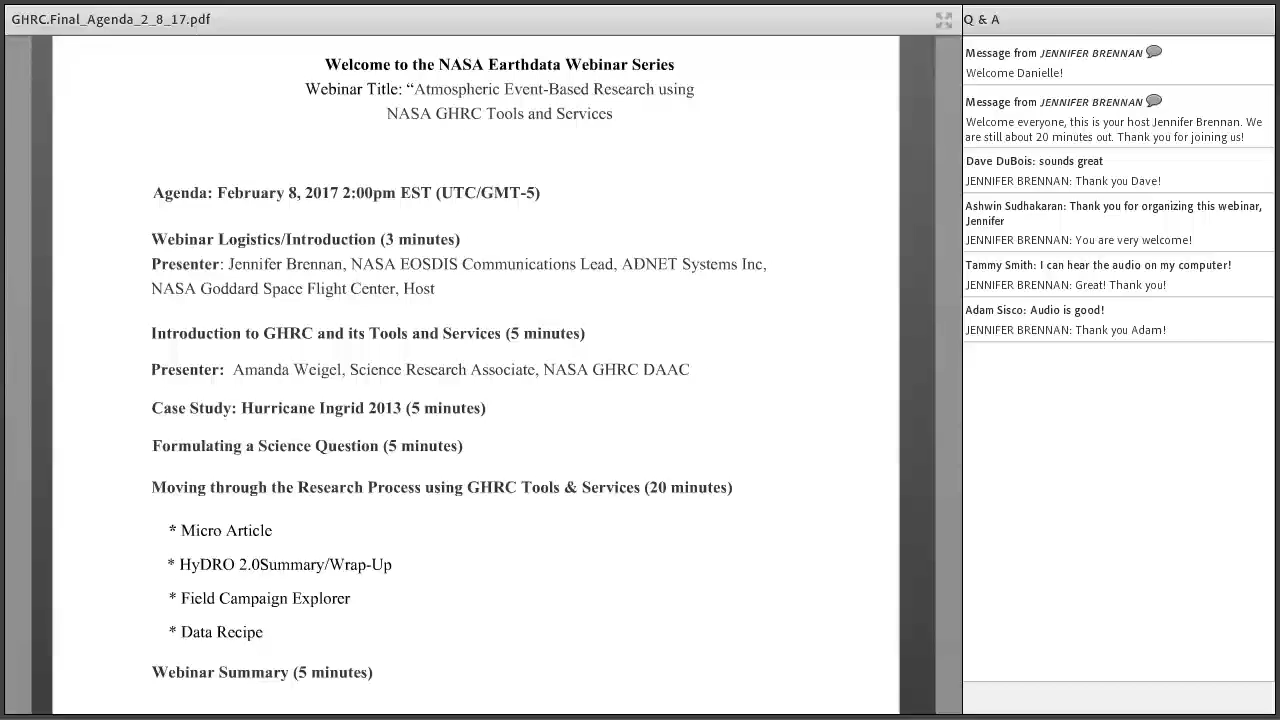 GHRC.Final_Agenda_2_8_17.pdf
Welcome to the NASA Earthdata Webinar Series
Webinar Title: “Atmospheric Event-Based Research using
NASA GHRC Tools and Services
Agenda: February 8, 2017 2:00pm EST (UTC/GMT-5)
Webinar Logistics/Introduction (3 minutes)
Presenter: Jennifer Brennan, NASA EOSDIS Communications Lead, ADNET Systems Inc,
NASA Goddard Space Flight Center, Host
Introduction to GHRC and its Tools and Services (5 minutes)
Presenter: Amanda Weigel, Science Research Associate, NASA GHRC DAAC
Case Study: Hurricane Ingrid 2013 (5 minutes)
Formulating a Science Question (5 minutes)
Moving through the Research Process using GHRC Tools & Services (20 minutes)
* Micro Article
* HyDRO 2.0Summary/Wrap-Up
* Field Campaign Explorer
* Data Recipe
Webinar Summary (5 minutes)
Q & A
Message from JENNIFER BRENNAN
Welcome Danielle!
Message from JENNIFER BRENNAN
Welcome everyone, this is your host Jennifer Brennan. We
are still about 20 minutes out. Thank you for joining us!
Dave DuBois: sounds great
JENNIFER BRENNAN: Thank you Dave!
Ashwin Sudhakaran: Thank you for organizing this webinar,
Jennifer
JENNIFER BRENNAN: You are very welcome!
Tammy Smith: I can hear the audio on my computer!
JENNIFER BRENNAN: Great! Thank you!
Adam Sisco: Audio is good!
JENNIFER BRENNAN: Thank you Adam!